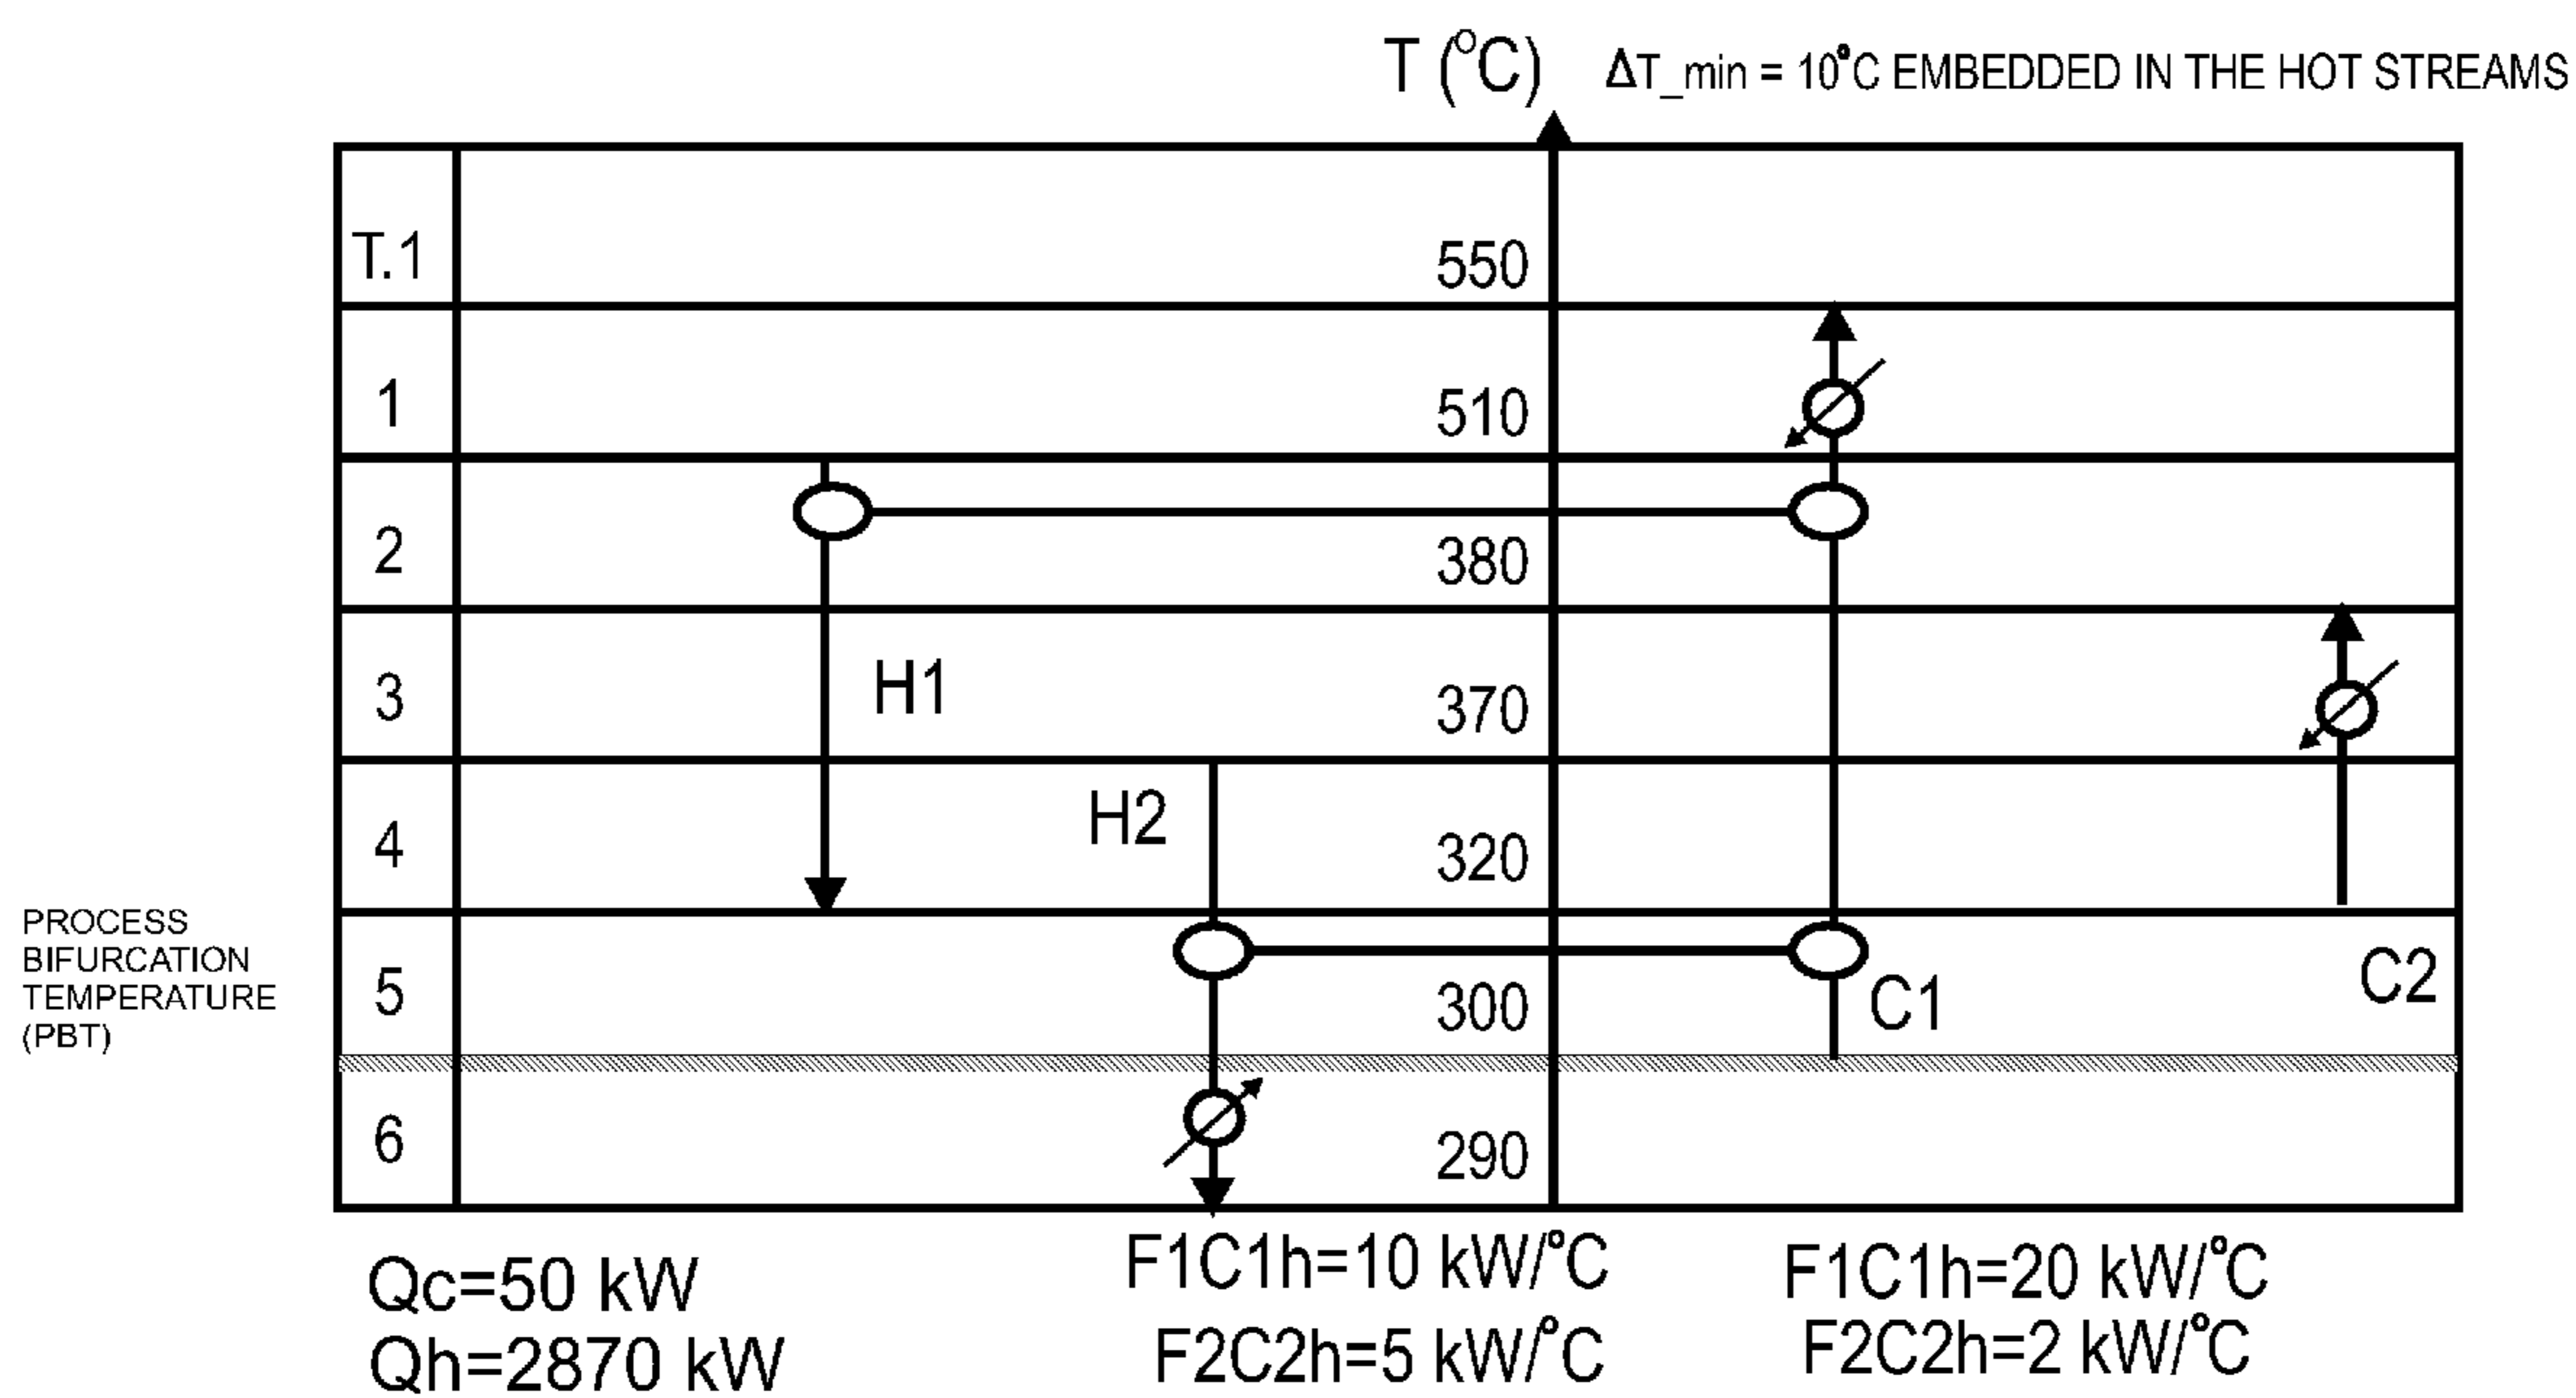 T (°C)
ΔT_min = 10°C EMBEDDED IN THE HOT STREAMS
T.1
550
1
510
2
380
3
H1
370
4
H2
320
PROCESS
BIFURCATION
TEMPERATURE
(PBT)
5
300
C1
C2
6
290
Qc=50 kW
Qh=2870 kW
F1C1h=10 kW/°C
F2C2h=5 kW/°C
F1C1h=20 kW/°C
F2C2h=2 kW/°C